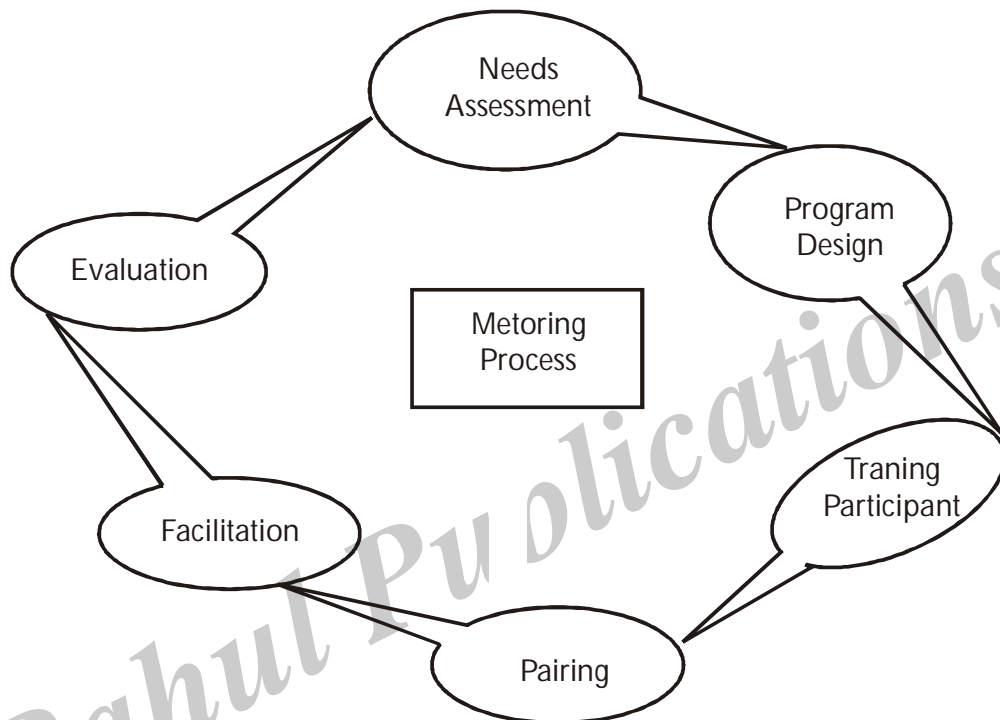 Needs
Assessment
Program
Design
Evaluation
Metoring
Process
Traning
Participant
Facilitation
Pairing
Rahul Publications